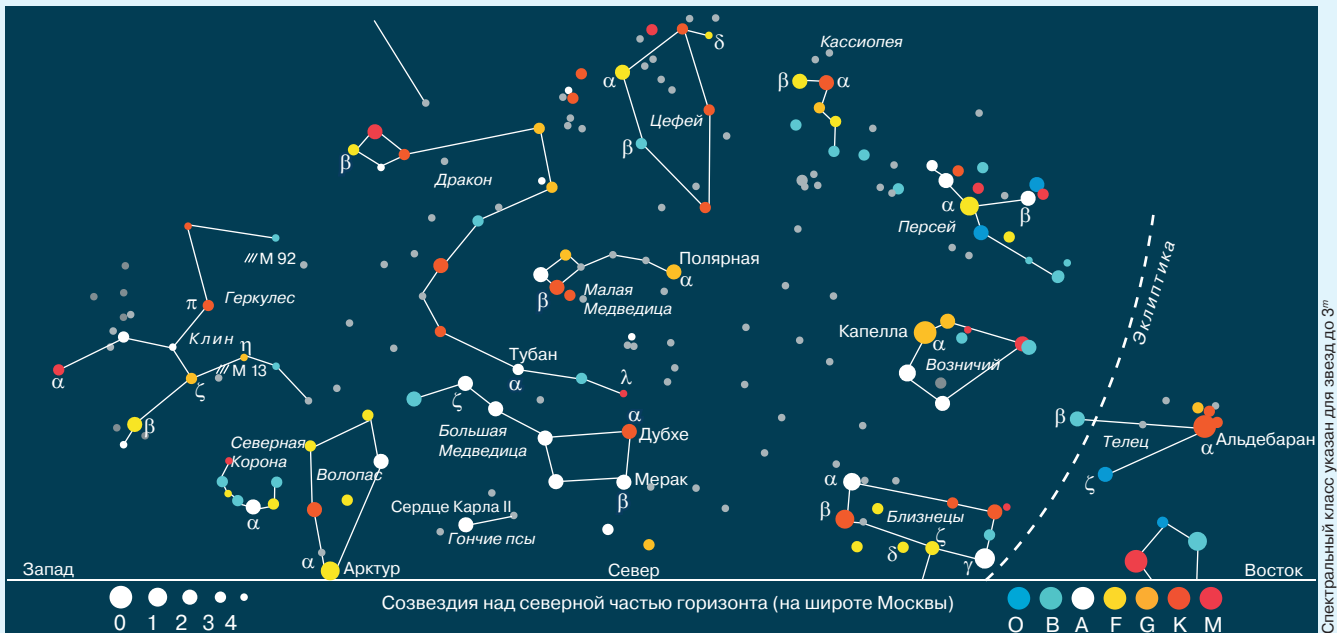 δ
Кассиопея
α
β
α
Цефей
β
β
Дракон
α
β
Персей
Эклиптика
///М 92
Полярная
α
Геркулес
π
Малая
Медведица
β
Капелла
α
Возничий
Клин
η
///М 13
ζ
α
Тубан
α
λ
β
ζ
α
Дубхе
Большая
Медведица
Северная
Корона
Волопас
α
β
Телец
Альдебаран
α
ζ
Мерак
β
α
β
Близнецы
ζ
δ
γ
Сердце Карла II
Гончие псы
α
Арктур
Запад
Север
Восток
0 1 2 3 4
Созвездия над северной частью горизонта (на широте Москвы)
O B A F G K M
Спектральный класс указан для звезд до 3m